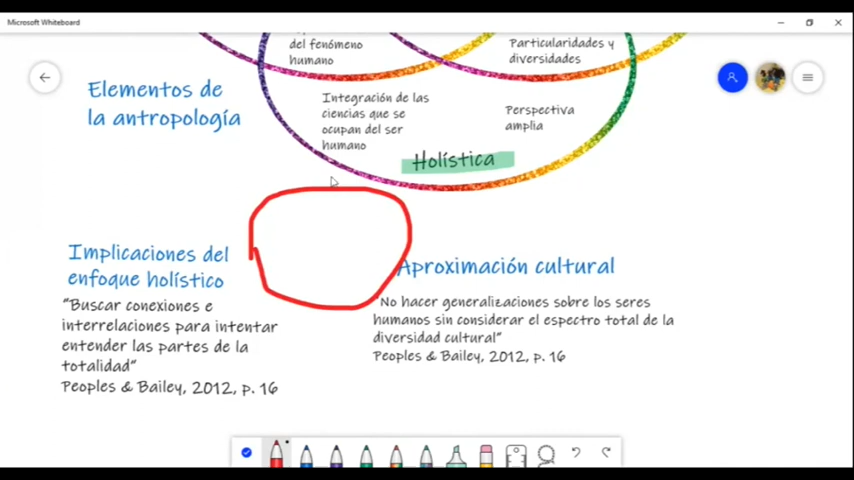 Microsoft Whiteboard
del fenómeno
humano
Particularidades y
diversidades
Elementos de
la antropología
Integración de las
ciencias que se
ocupan del ser
humano
Perspectiva
amplia
Holística
Implicaciones del
enfoque holístico
“Buscar conexiones e
interrelaciones para intentar
entender las partes de la
totalidad”
Peoples & Bailey, 2012, p. 16
Aproximación cultural
"No hacer generalizaciones sobre los seres
humanos sin considerar el espectro total de la
diversidad cultural”
Peoples & Bailey, 2012, p. 16